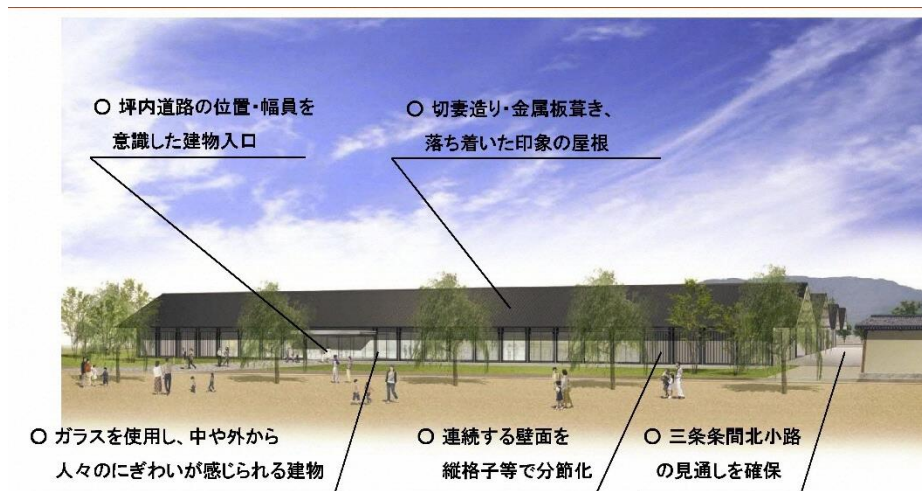 ○ 坪内道路の位置・幅員を
意識した建物入口
○ 切妻造り・金属板葺き、
落ち着いた印象の屋根
○ ガラスを使用し、中や外から
人々のにぎわいが感じられる建物
○ 連続する壁面を
縦格子等で分節化
○ 三条条間北小路
の見通しを確保